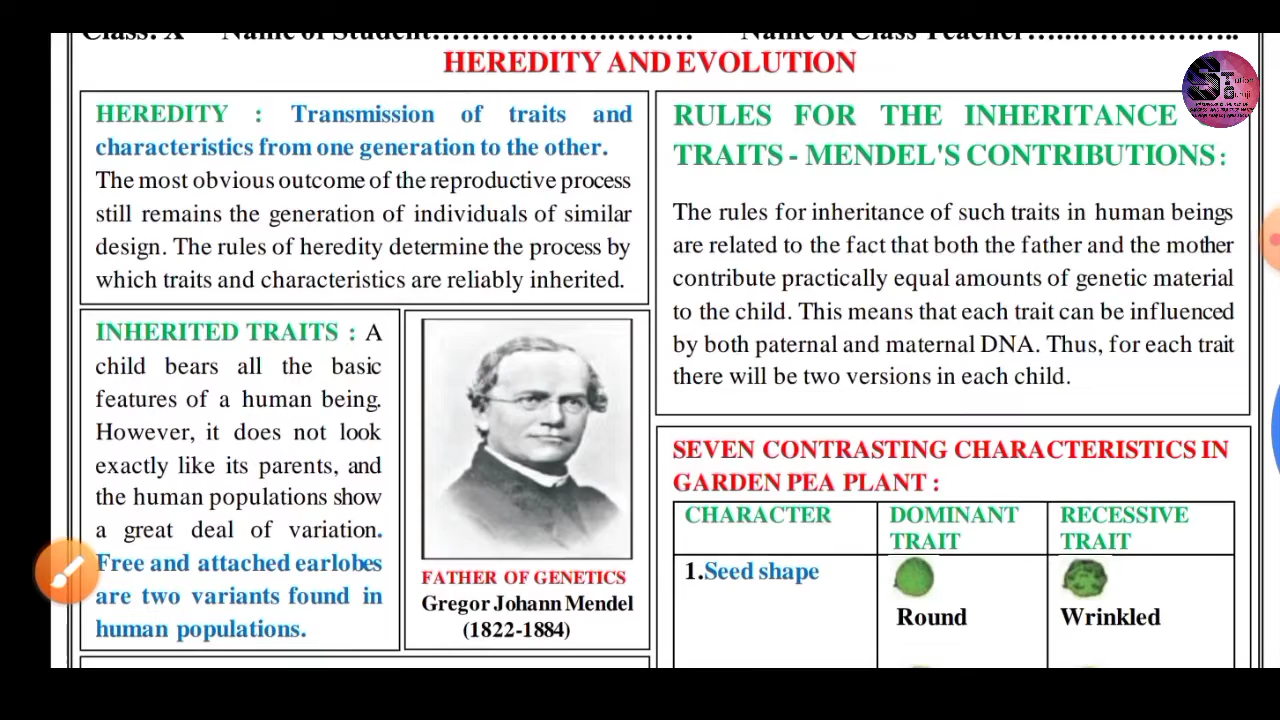 Class: X Name of Student………………………… Name of Class Teacher…....……………..
HEREDITY AND EVOLUTION
HEREDITY : Transmission of traits and
characteristics from one generation to the other.
The most obvious outcome of the reproductive process
still remains the generation of individuals of similar
design. The rules of heredity determine the process by
which traits and characteristics are reliably inherited.
INHERITED TRAITS : A
child bears all the basic
features of a human being.
However, it does not look
exactly like its parents, and
the human populations show
a great deal of variation.
Free and attached earlobes
are two variants found in
human populations.
FATHER OF GENETICS
Gregor Johann Mendel
(1822-1884)
RULES FOR THE INHERITANCE
TRAITS - MENDEL'S CONTRIBUTIONS :
The rules for inheritance of such traits in human beings
are related to the fact that both the father and the mother
contribute practically equal amounts of genetic material
to the child. This means that each trait can be influenced
by both paternal and maternal DNA. Thus, for each trait
there will be two versions in each child.
SEVEN CONTRASTING CHARACTERISTICS IN
GARDEN PEA PLANT :
CHARACTER
DOMINANT
TRAIT
RECESSIVE
TRAIT
1.Seed shape
Round
Wrinkled